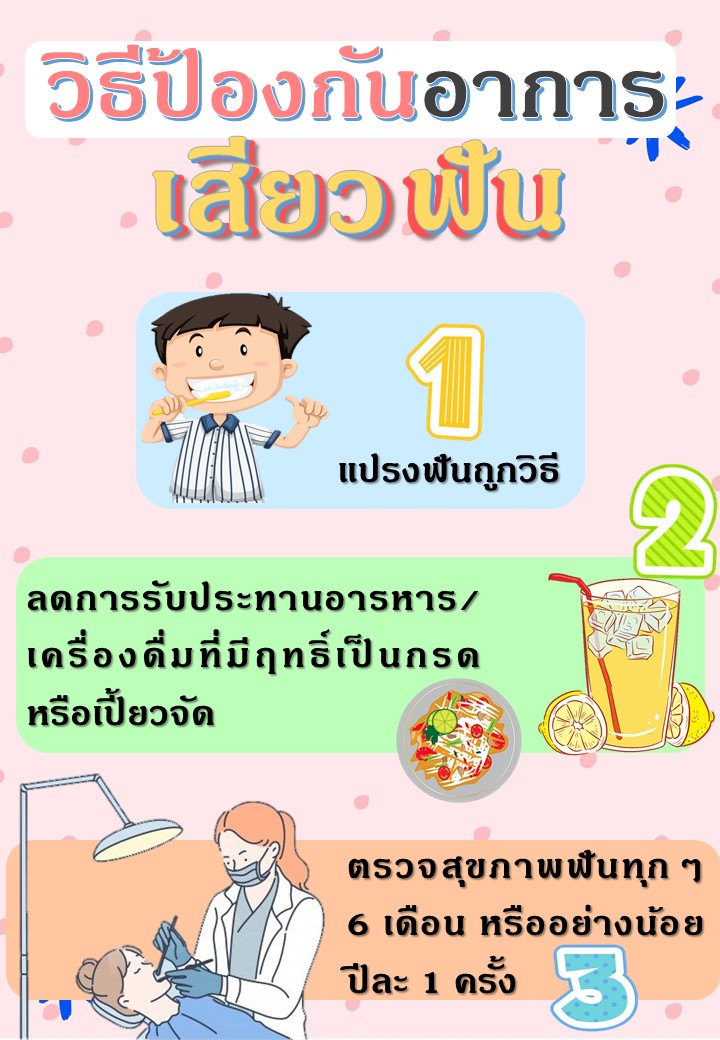 วิธีป้องกันอาการ
เสียวฟัน
1
แปรงฟันถูกวิธี
2
ลดการรับประทานอารหาร/
เครื่องดื่มที่มีฤทธิ์เป็นกรด
หรือเปี้ยวจัด
ตรวจสุขภาพฟันทุก ๆ
6 เดือน หรืออย่างน้อย
ปีละ 1 ครั้ง
3